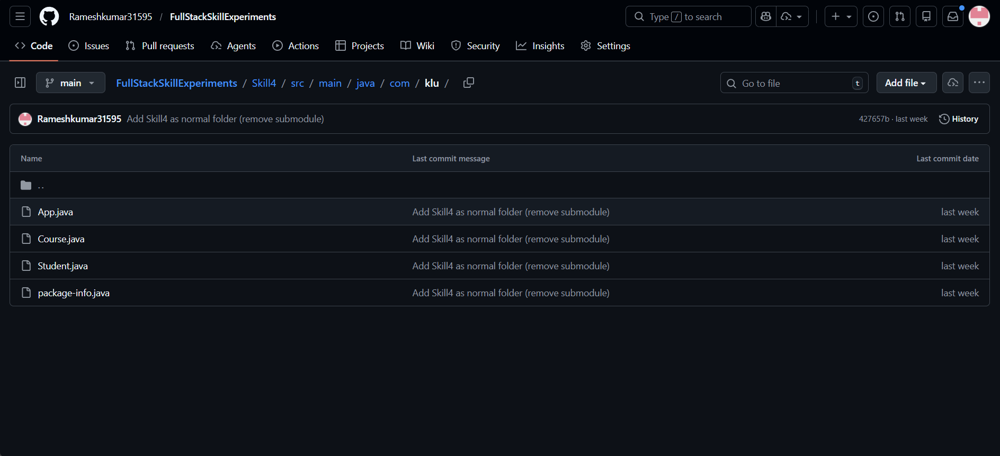 Rameshkumar31595 / FullStackSkillExperiments
Type / to search
Code Issues Pull requests Agents Actions Projects Wiki Security Insights Settings
main FullStackSkillExperiments / Skill4 / src / main / java / com / klu /
Go to file t Add file
Rameshkumar31595 Add Skill4 as normal folder (remove submodule) 427657b · last week History
Name Last commit message Last commit date
..
App.java Add Skill4 as normal folder (remove submodule) last week
Course.java Add Skill4 as normal folder (remove submodule) last week
Student.java Add Skill4 as normal folder (remove submodule) last week
package-info.java Add Skill4 as normal folder (remove submodule) last week